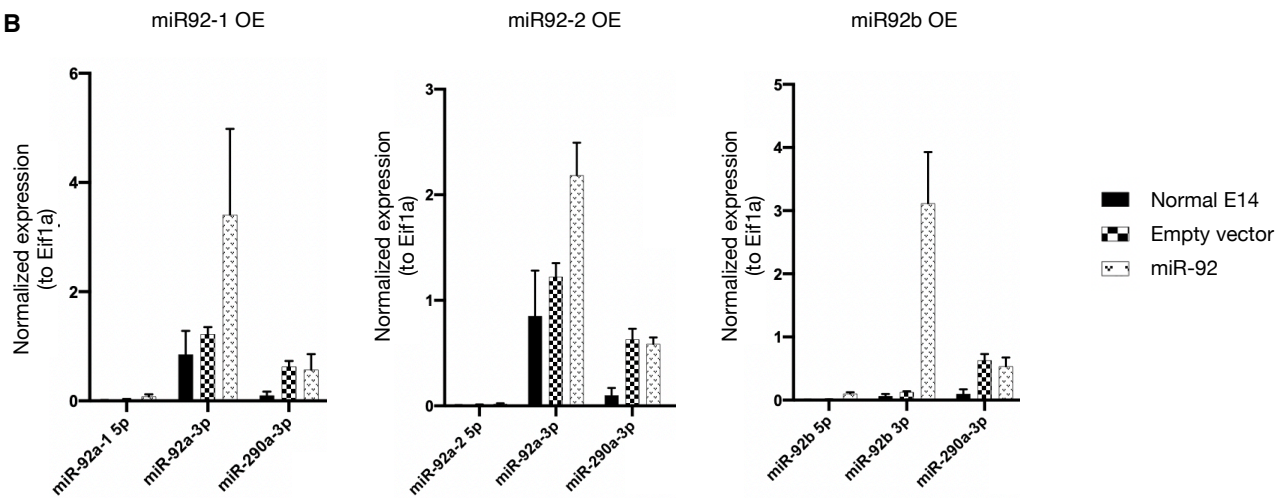 B
miR92-1 OE
miR92-2 OE
miR92b OE
Normalized expression
(to Eif1a)
6
4
2
0
miR-92a-1 5p
miR-92a-3p
miR-290a-3p
Normalized expression
(to Eif1a)
3
2
1
0
miR-92a-2 5p
miR-92a-3p
miR-290a-3p
Normalized expression
(to Eif1a)
5
4
3
2
1
0
miR-92b 5p
miR-92b 3p
miR-290a-3p
Normal E14
Empty vector
miR-92